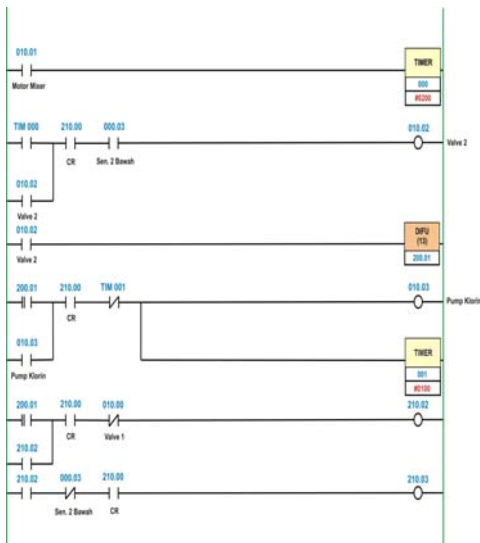 010.01
TIMER
Motor Mixer
000
#0200
TIM 000 210.00 000.03 010.02
Valve 2
CR Sen. 2 Bawah
010.02
Valve 2
010.02
DIFU
(13)
Valve 2
200.01
200.01 210.00 TIM 001 010.03
Pump Klorin
CR
010.03
TIMER
Pump Klorin
001
#0100
200.01 210.00 010.00 210.02
CR Valve 1
210.02
210.02 000.03 210.00 210.03
Sen. 2 Bawah CR